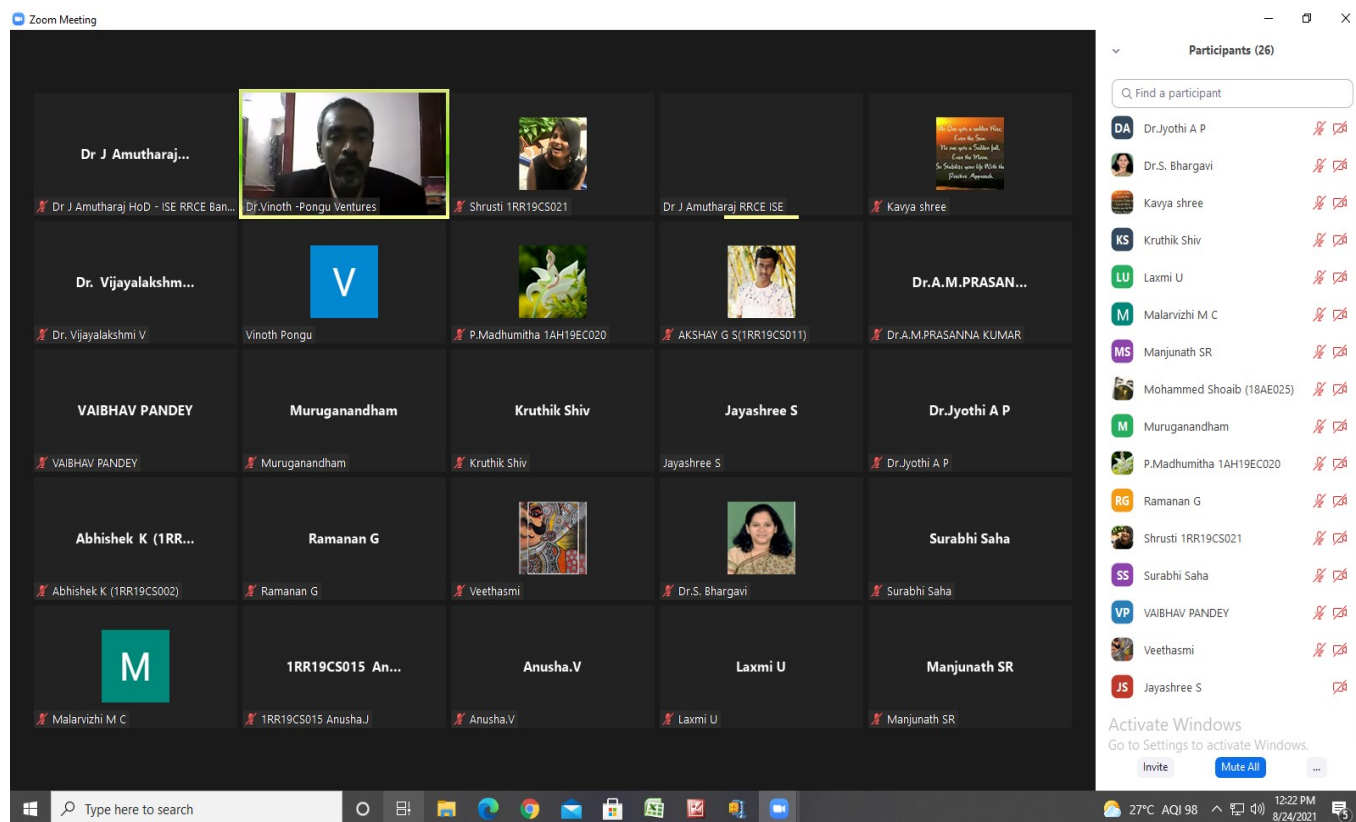 Zoom Meeting
Dr J Amutharaj...
Dr J Amutharaj HoD - ISE RRCE Ban...
Dr.Vinoth -Pongu Ventures
Shrusti 1RR19CS021
Dr J Amutharaj RRCE ISE
Kavya shree
Dr. Vijayalakshm...
V
Dr.A.M.PRASAN...
Dr. Vijayalakshmi V
Vinoth Pongu
P.Madhumitha 1AH19EC020
AKSHAY G S(1RR19CS011)
Dr.A.M.PRASANNA KUMAR
VAIBHAV PANDEY
Muruganandham
Kruthik Shiv
Jayashree S
Dr.Jyothi A P
VAIBHAV PANDEY
Muruganandham
Kruthik Shiv
Jayashree S
Dr.Jyothi A P
Abhishek K (1RR...
Ramanan G
Surabhi Saha
Abhishek K (1RR19CS002)
Ramanan G
Veethasmi
Dr.S. Bhargavi
Surabhi Saha
M
1RR19CS015 An...
Anusha.V
Laxmi U
Manjunath SR
Malarvizhi M C
1RR19CS015 Anusha.J
Anusha.V
Laxmi U
Manjunath SR
Participants (26)
Find a participant
DA Dr.Jyothi A P
Dr.S. Bhargavi
Kavya shree
KS Kruthik Shiv
LU Laxmi U
M Malarvizhi M C
MS Manjunath SR
Mohammed Shoaib (18AE025)
M Muruganandham
P.Madhumitha 1AH19EC020
RG Ramanan G
Shrusti 1RR19CS021
SS Surabhi Saha
VP VAIBHAV PANDEY
Veethasmi
JS Jayashree S
Activate Windows
Go to Settings to activate Windows.
Invite
Mute All
...
Type here to search
27°C AQI 98
12:22 PM
8/24/2021
5